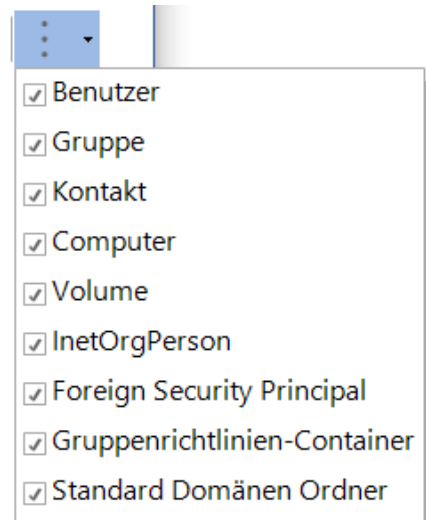 Benutzer
Gruppe
Kontakt
Computer
Volume
InetOrgPerson
Foreign Security Principal
Gruppenrichtlinien-Container
Standard Domänen Ordner